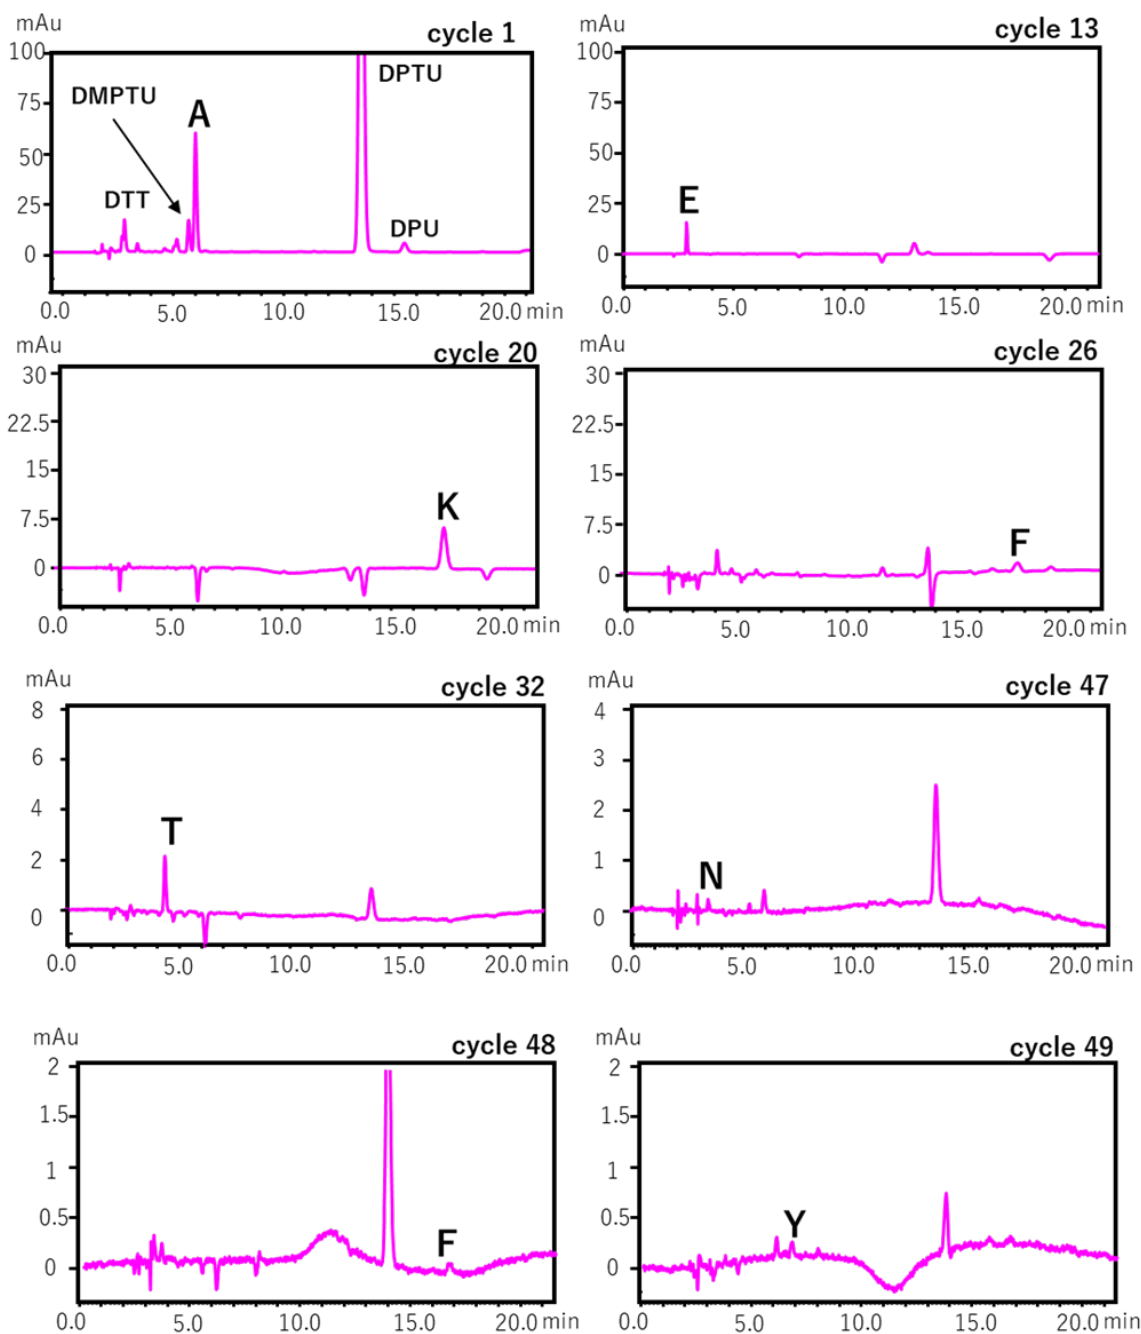 mAu
cycle 1
100
75
50
25
0
DMPTU
A
DTT
DPTU
DPU
0.0 5.0 10.0 15.0 20.0 min
mAu
cycle 13
100
75
50
25
0
E
0.0 5.0 10.0 15.0 20.0 min
mAu
cycle 20
30
22.5
15
7.5
0
K
0.0 5.0 10.0 15.0 20.0 min
mAu
cycle 26
30
22.5
15
7.5
0
F
0.0 5.0 10.0 15.0 20.0 min
mAu
cycle 32
8
6
4
2
0
T
0.0 5.0 10.0 15.0 20.0 min
mAu
cycle 47
4
3
2
1
0
N
0.0 5.0 10.0 15.0 20.0 min
mAu
cycle 48
2
1.5
1
0.5
0
F
0.0 5.0 10.0 15.0 20.0 min
mAu
cycle 49
2
1.5
1
0.5
0
Y
0.0 5.0 10.0 15.0 20.0 min